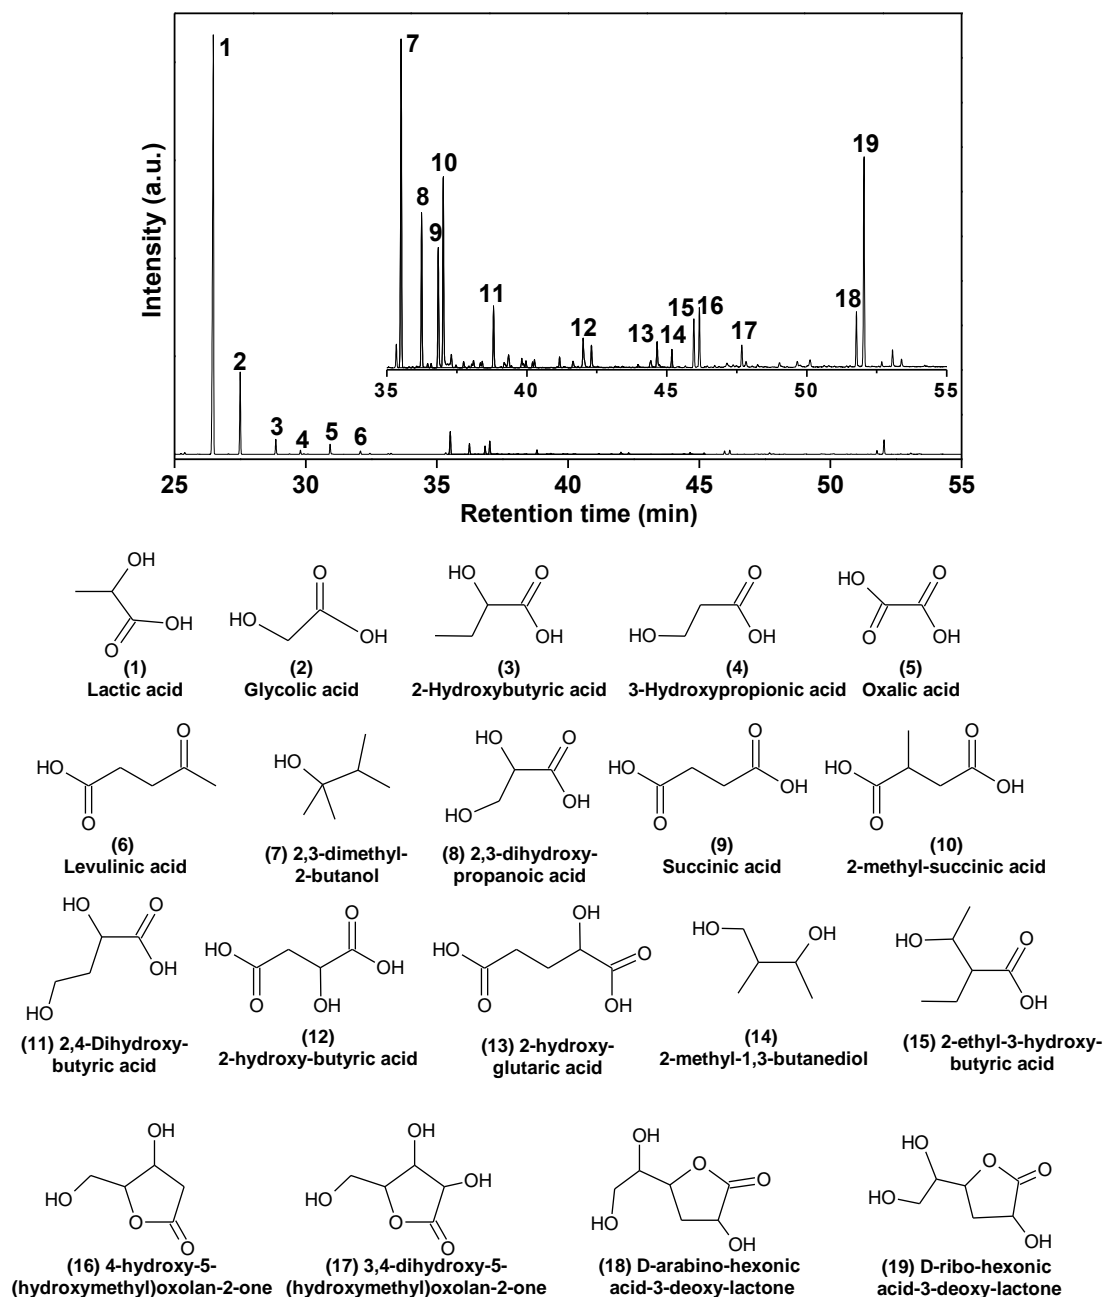 1
2
3
4
5
6
7
8
9
10
11
12
13
14
15
16
17
18
19
35 40 45 50 55
25 30 35 40 45 50 55
Intensity (a.u.)
Retention time (min)
OH
OH
O
HO
O
OH
HO
O
OH
HO
O
OH
HO
O
O
OH
(1)
Lactic acid
(2)
Glycolic acid
(3)
2-Hydroxybutyric acid
(4)
3-Hydroxypropionic acid
(5)
Oxalic acid
HO
O
O
HO
HO
O
OH
HO
HO
O
O
OH
HO
O
O
OH
(6)
Levulinic acid
(7) 2,3-dimethyl-
2-butanol
(8) 2,3-dihydroxy-
propanoic acid
(9)
Succinic acid
(10)
2-methyl-succinic acid
HO
O
OH
HO
HO
O
O
OH
OH
HO
O
OH
O
OH
HO
OH
HO
O
OH
(11) 2,4-Dihydroxy-
butyric acid
(12)
2-hydroxy-butyric acid
(13) 2-hydroxy-
glutaric acid
(14)
2-methyl-1,3-butanediol
(15) 2-ethyl-3-hydroxy-
butyric acid
OH
HO
O
O
OH
HO
OH
O
O
OH
HO
O
O
OH
HO
HO
O
O
OH
(16) 4-hydroxy-5-
(hydroxymethyl)oxolan-2-one
(17) 3,4-dihydroxy-5-
(hydroxymethyl)oxolan-2-one
(18) D-arabino-hexonic
acid-3-deoxy-lactone
(19) D-ribo-hexonic
acid-3-deoxy-lactone